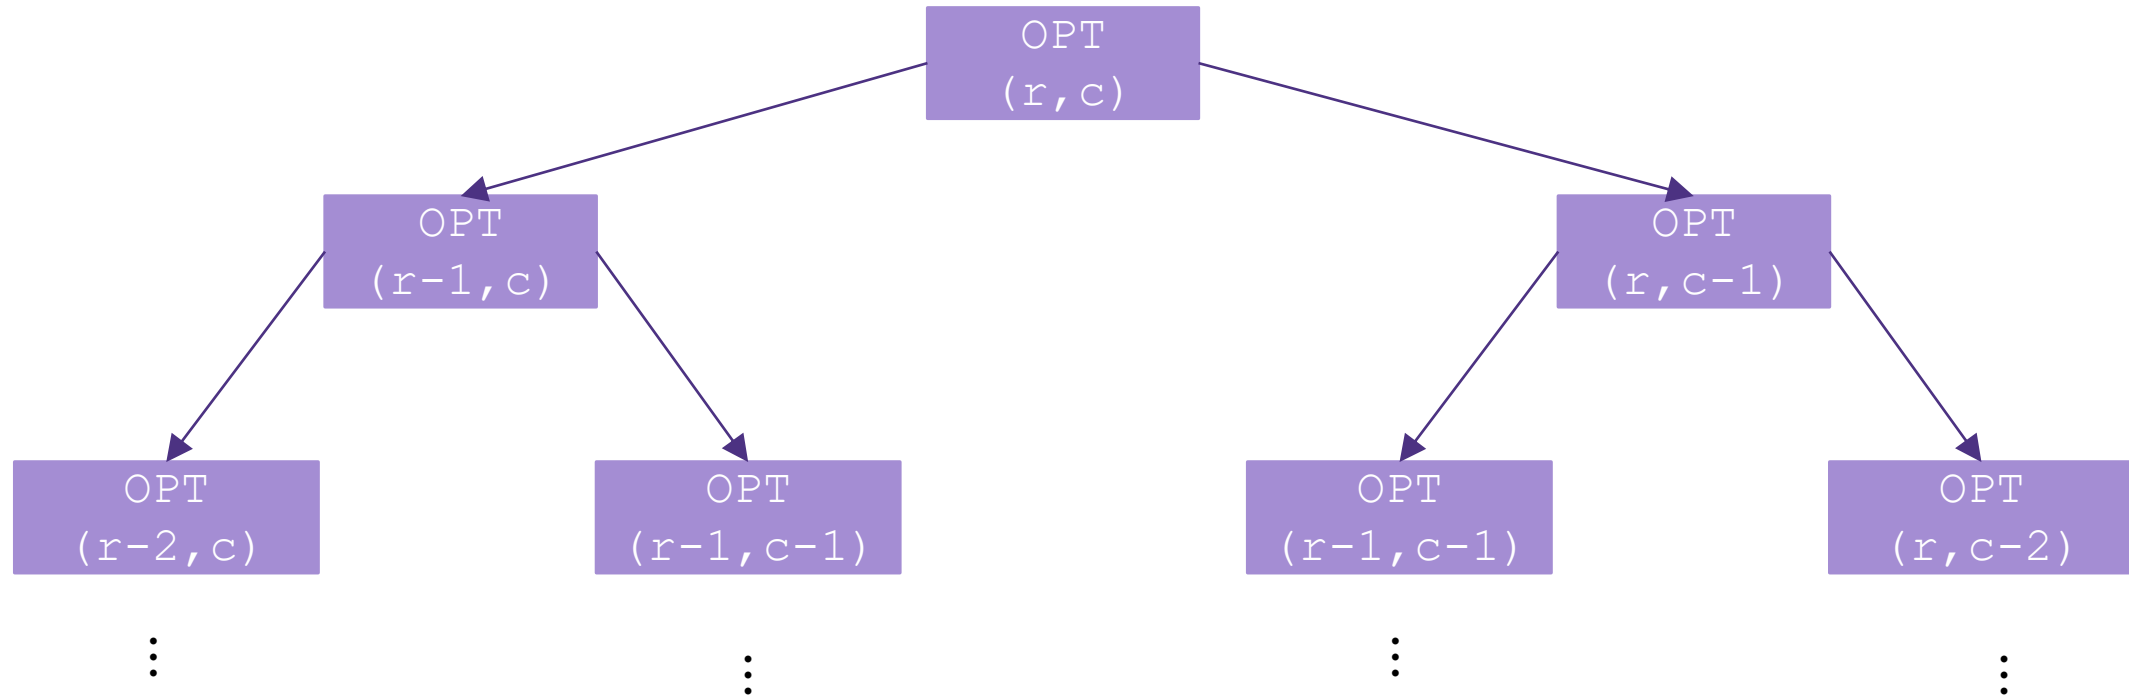 OPT
(r,c)
OPT
(r-1,c)
OPT
(r,c-1)
OPT
(r-2,c)
OPT
(r-1,c-1)
OPT
(r-1,c-1)
OPT
(r,c-2)